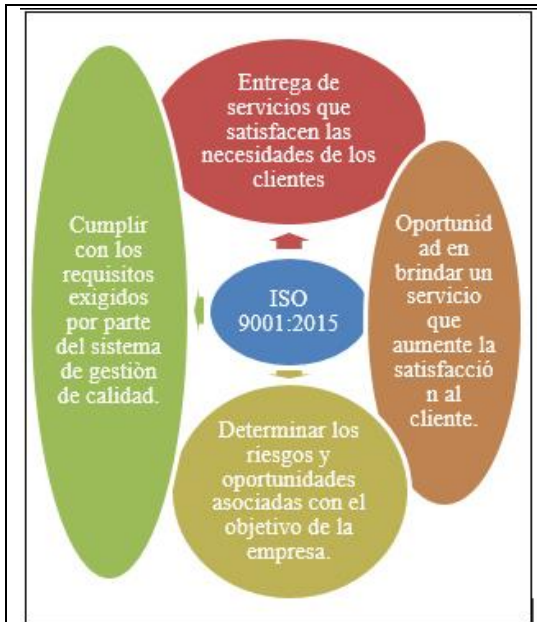 Entrega de
servicios que
satisfacen las
necesidades de los
clientes
Cumplir
con los
requisitos
exigidos
por parte
del sistema
de gestiòn
de calidad.
ISO
9001:2015
Oportunid
ad en
brindar un
servicio
que
aumente la
satisfacció
n al
cliente.
Determinar los
riesgos y
oportunidades
asociadas con el
objetivo de la
empresa.